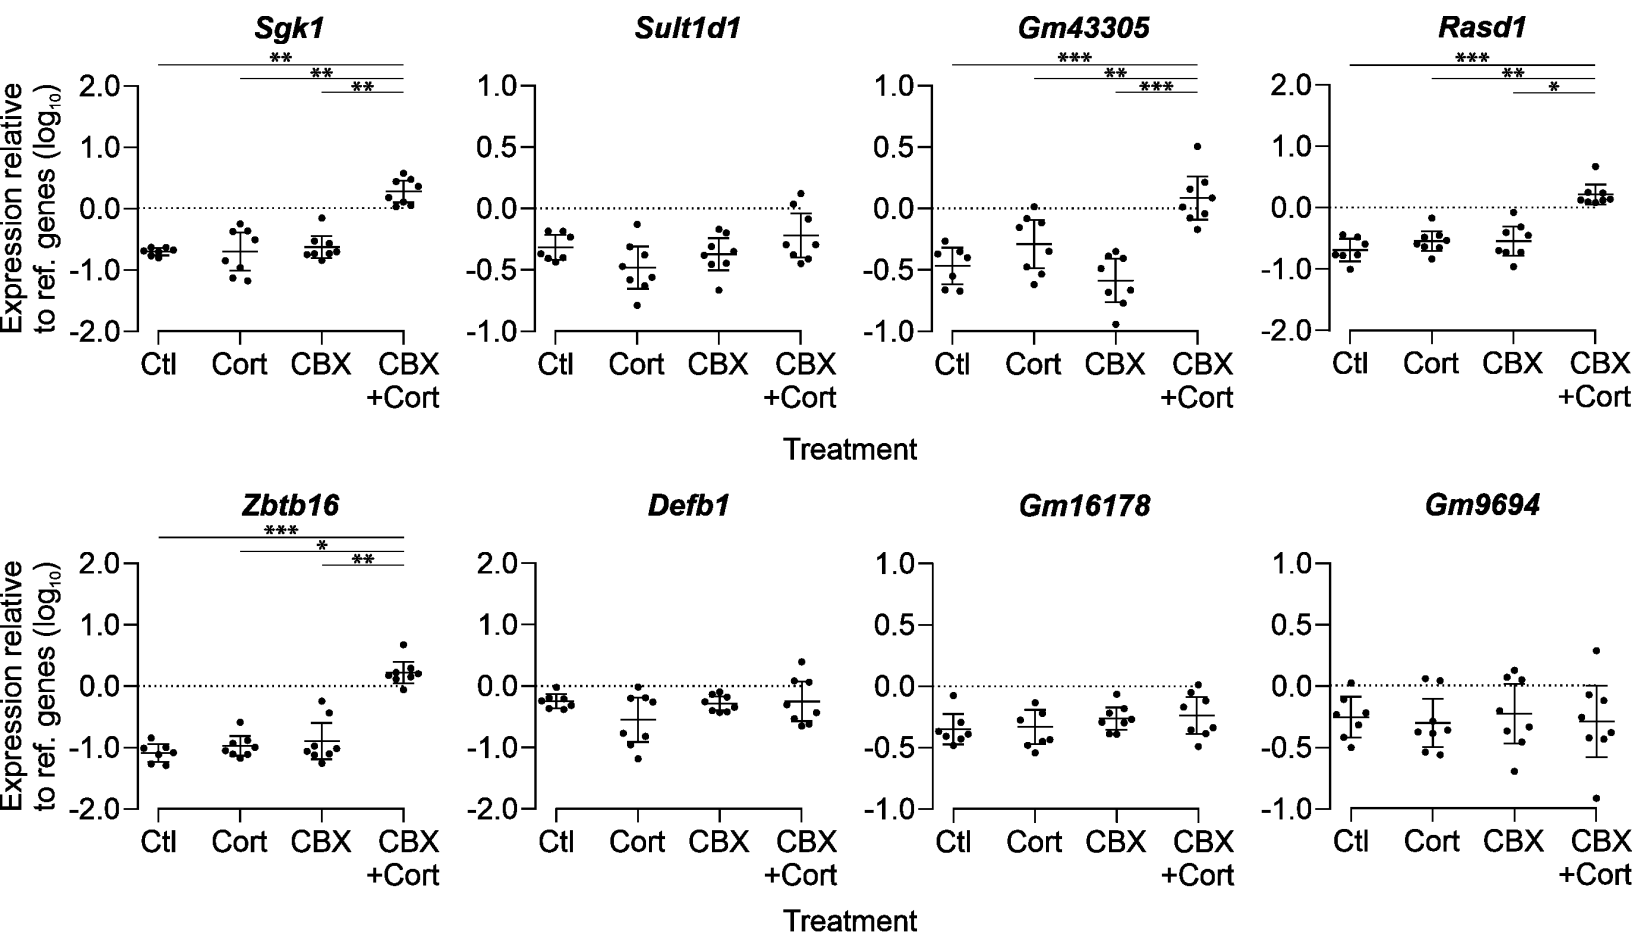 Sgk1 Sult1d1 Gm43305 Rasd1
** *** ***
** ** **
** *** *
Expression relative
to ref. genes (log10)
2.0 1.0 1.0 2.0
1.0 0.5 0.5 1.0
0.0 0.0 0.0 0.0
-1.0 -0.5 -0.5 -1.0
-2.0 -1.0 -1.0 -2.0
Ctl Cort CBX CBX Ctl Cort CBX CBX Ctl Cort CBX CBX Ctl Cort CBX CBX
+Cort +Cort +Cort +Cort
Treatment
Zbtb16 Defb1 Gm16178 Gm9694
***
*
**
Expression relative
to ref. genes (log10)
2.0 2.0 1.0 1.0
1.0 1.0 0.5 0.5
0.0 0.0 0.0 0.0
-1.0 -1.0 -0.5 -0.5
-2.0 -2.0 -1.0 -1.0
Ctl Cort CBX CBX Ctl Cort CBX CBX Ctl Cort CBX CBX Ctl Cort CBX CBX
+Cort +Cort +Cort +Cort
Treatment